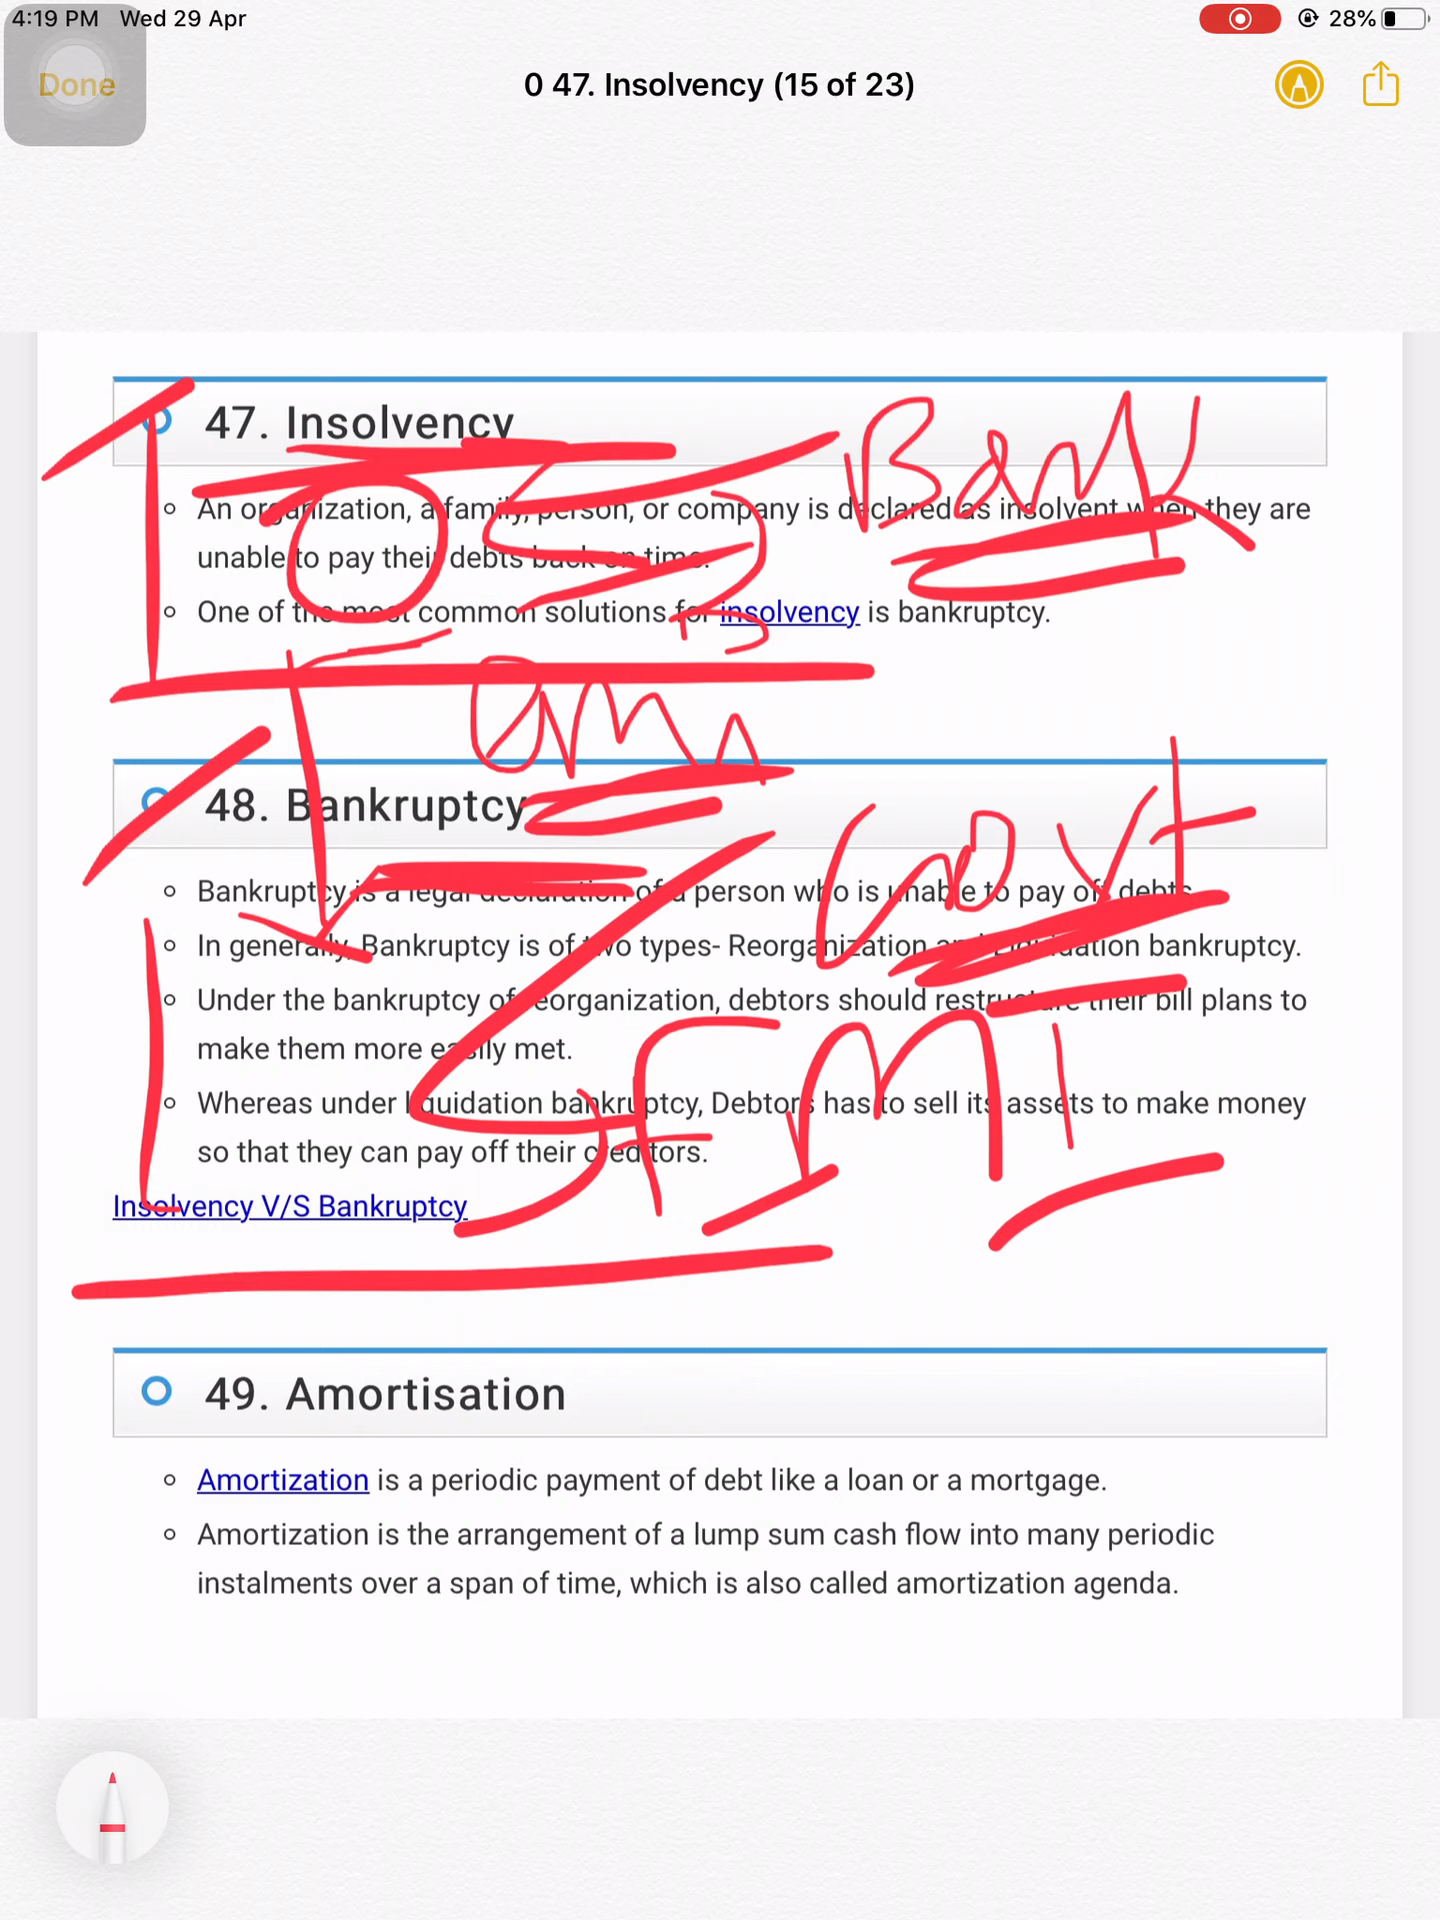 4:19 PM Wed 29 Apr
28%
Done
0 47. Insolvency (15 of 23)
47. Insolvency
Bank
An organization, a family, person, or company is declared as insolvent when they are
unable to pay their debts back on time.
One of the most common solutions for insolvency is bankruptcy.
48. Bankruptcy
Govt
Bankruptcy is a legal declaration of a person who is unable to pay off debts.
In generally, Bankruptcy is of two types- Reorganization and Liquidation bankruptcy.
Under the bankruptcy of reorganization, debtors should restructure their bill plans to
make them more easily met.
Whereas under liquidation bankruptcy, Debtors has to sell its assets to make money
so that they can pay off their creditors.
Insolvency V/S Bankruptcy
49. Amortisation
Amortization is a periodic payment of debt like a loan or a mortgage.
Amortization is the arrangement of a lump sum cash flow into many periodic
instalments over a span of time, which is also called amortization agenda.